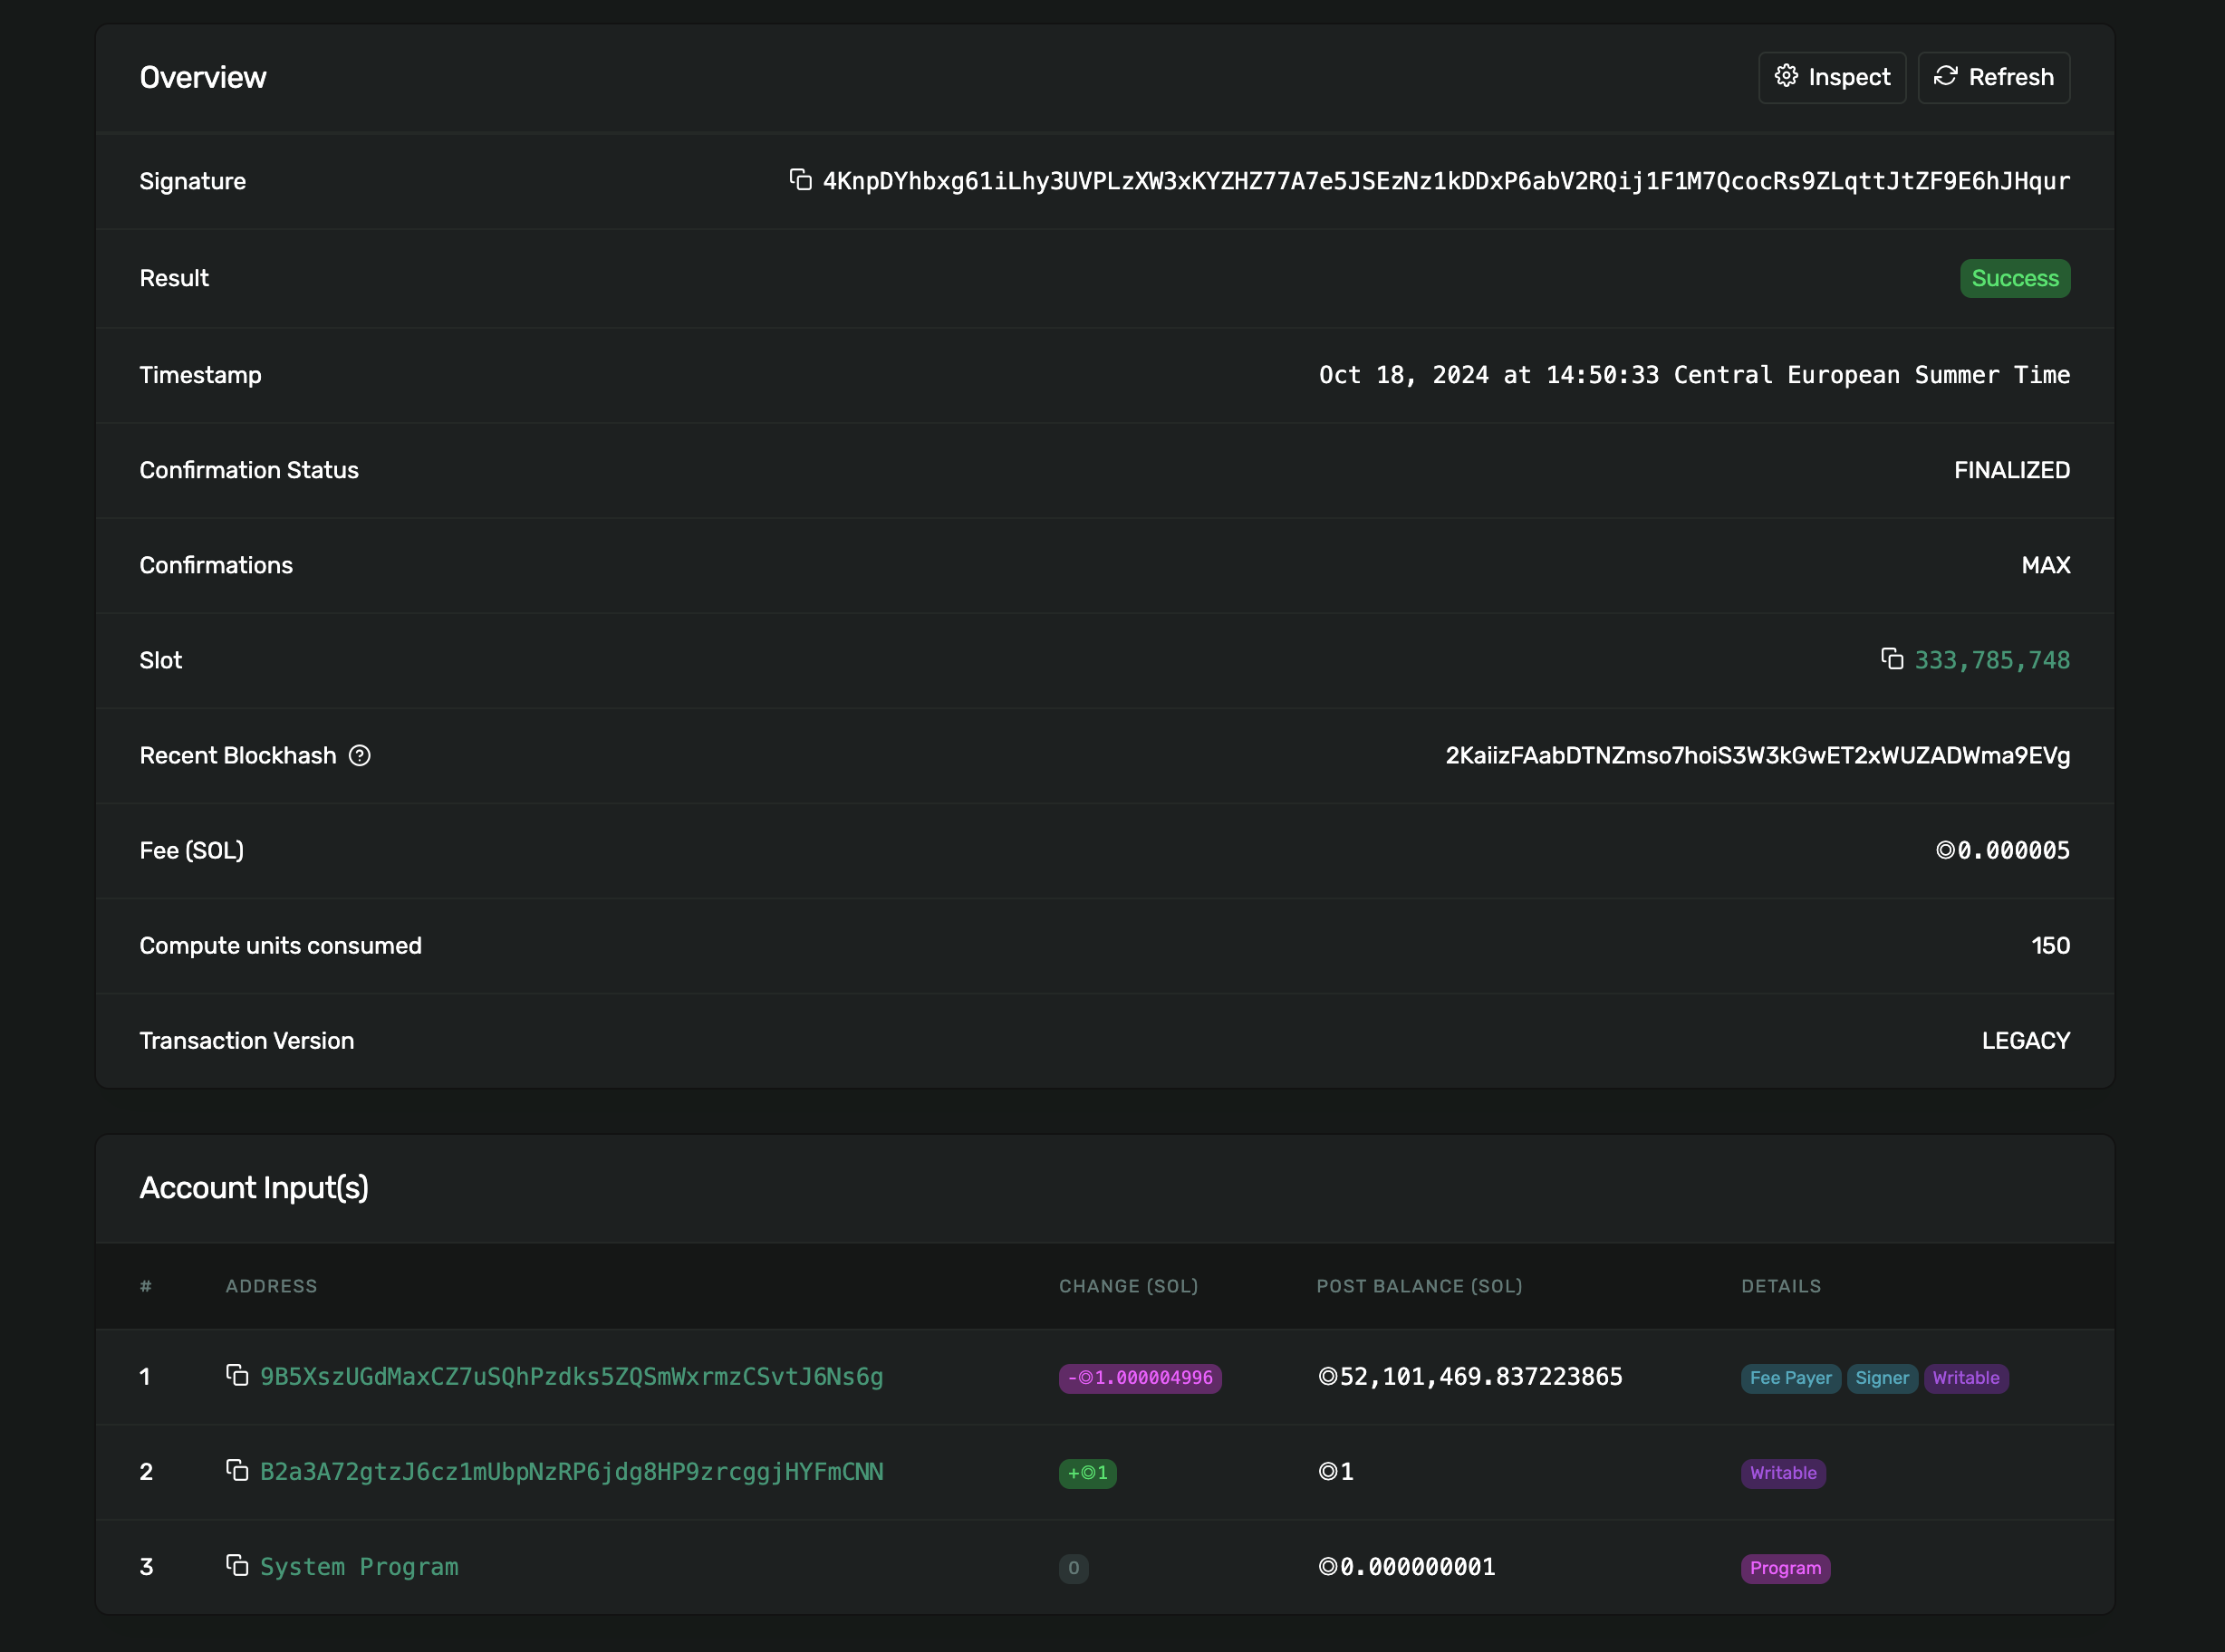 Overview
Inspect
Refresh
Signature
4KnpDYhbxg61iLhy3UVPLzXW3xKYZHZ77A7e5JSEzNz1kDDxP6abV2RQij1F1M7QcocRs9ZLqttJtZF9E6hJHqur
Result
Success
Timestamp
Oct 18, 2024 at 14:50:33 Central European Summer Time
Confirmation Status
FINALIZED
Confirmations
MAX
Slot
333,785,748
Recent Blockhash
2KaiizFAabDTNZmso7hoiS3W3kGwET2xWUZADWma9EVg
Fee (SOL)
◎0.000005
Compute units consumed
150
Transaction Version
LEGACY
Account Input(s)
# ADDRESS CHANGE (SOL) POST BALANCE (SOL) DETAILS
1 9B5XszUGdMaxCZ7uSQhPzdks5ZQSmWxrmzCSvtJ6Ns6g -◎1.000004996 ◎52,101,469.837223865 Fee Payer Signer Writable
2 B2a3A72gtzJ6cz1mUbpNzRP6jdg8HP9zrcggjHYFmCNN +◎1 ◎1 Writable
3 System Program 0 ◎0.000000001 Program